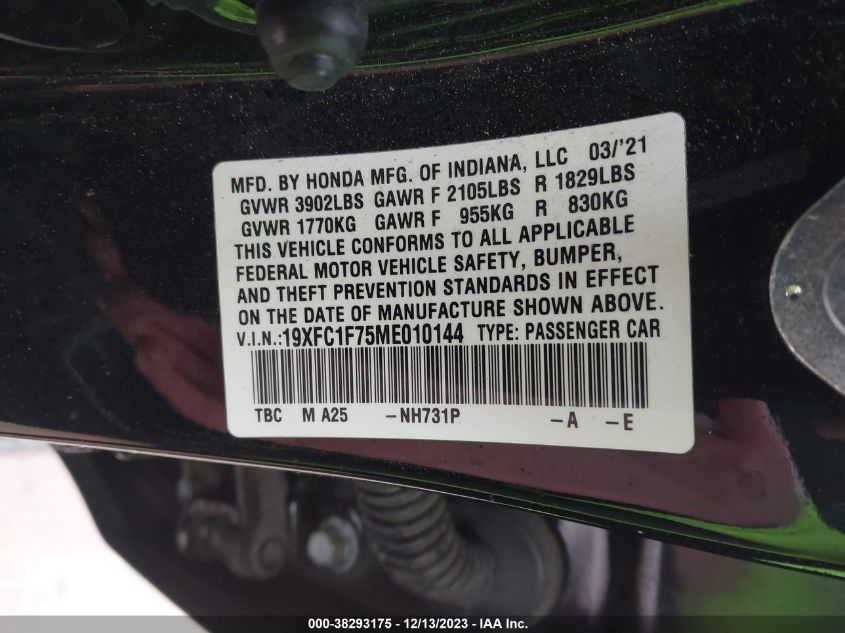 MFD. BY HONDA MFG. OF INDIANA, LLC 03/'21
GVWR 3902LBS GAWR F 2105LBS R 1829LBS
GVWR 1770KG GAWR F 955KG R 830KG
THIS VEHICLE CONFORMS TO ALL APPLICABLE
FEDERAL MOTOR VEHICLE SAFETY, BUMPER,
AND THEFT PREVENTION STANDARDS IN EFFECT
ON THE DATE OF MANUFACTURE SHOWN ABOVE.
V.I.N.:19XFC1F75ME010144 TYPE: PASSENGER CAR
TBC M A25 -NH731P -A -E
000-38293175 - 12/13/2023 - IAA Inc.